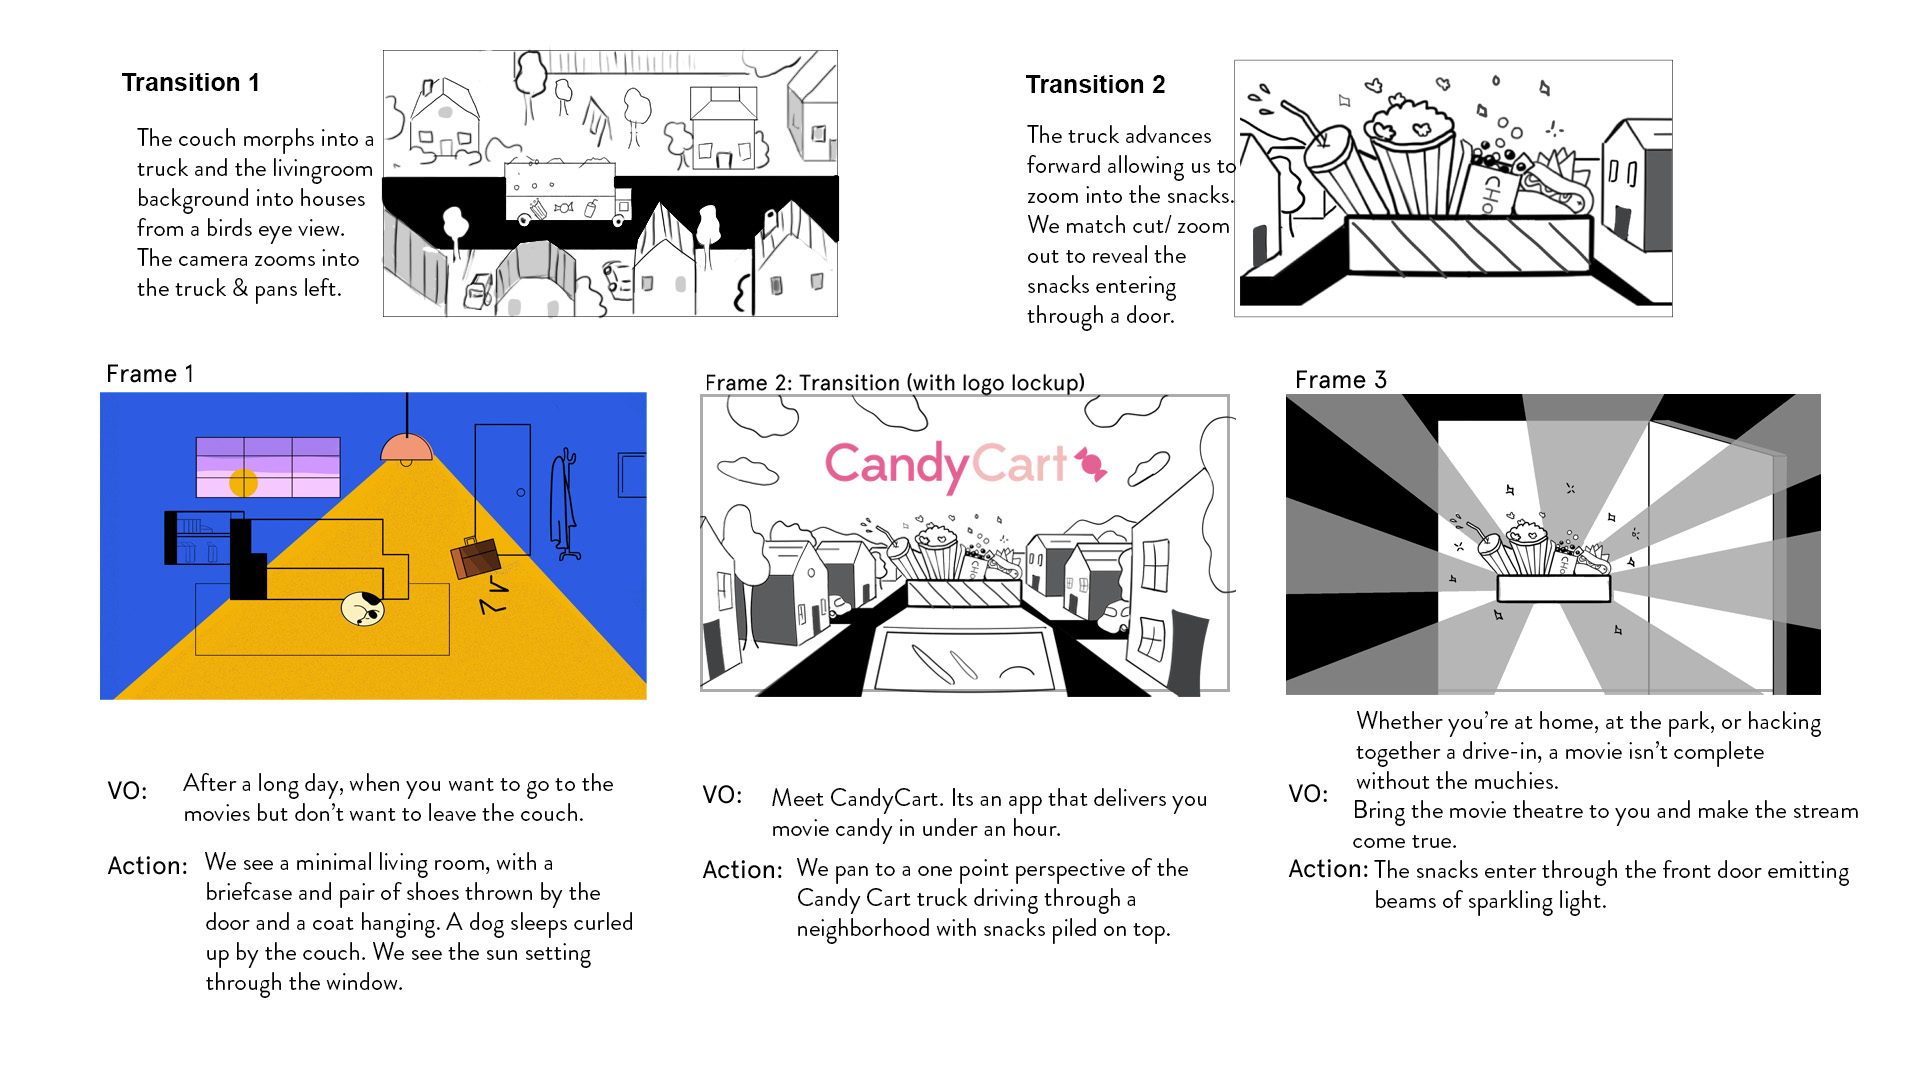 Transition 1
The couch morphs into a
truck and the livingroom
background into houses
from a birds eye view.
The camera zooms into
the truck & pans left.
Transition 2
The truck advances
forward allowing us to
zoom into the snacks.
We match cut/ zoom
out to reveal the
snacks entering
through a door.
CHO
Frame 1
Frame 2: Transition (with logo lockup)
CandyCart
CHO
Frame 3
CHO
VO:
After a long day, when you want to go to the
movies but don't want to leave the couch.
Action:
We see a minimal living room, with a
briefcase and pair of shoes thrown by the
door and a coat hanging. A dog sleeps curled
up by the couch. We see the sun setting
through the window.
VO:
Meet CandyCart. Its an app that delivers you
movie candy in under an hour.
Action:
We pan to a one point perspective of the
Candy Cart truck driving through a
neighborhood with snacks piled on top.
VO:
Whether you're at home, at the park, or hacking
together a drive-in, a movie isn't complete
without the muchies.
Bring the movie theatre to you and make the stream
come true.
Action:
The snacks enter through the front door emitting
beams of sparkling light.